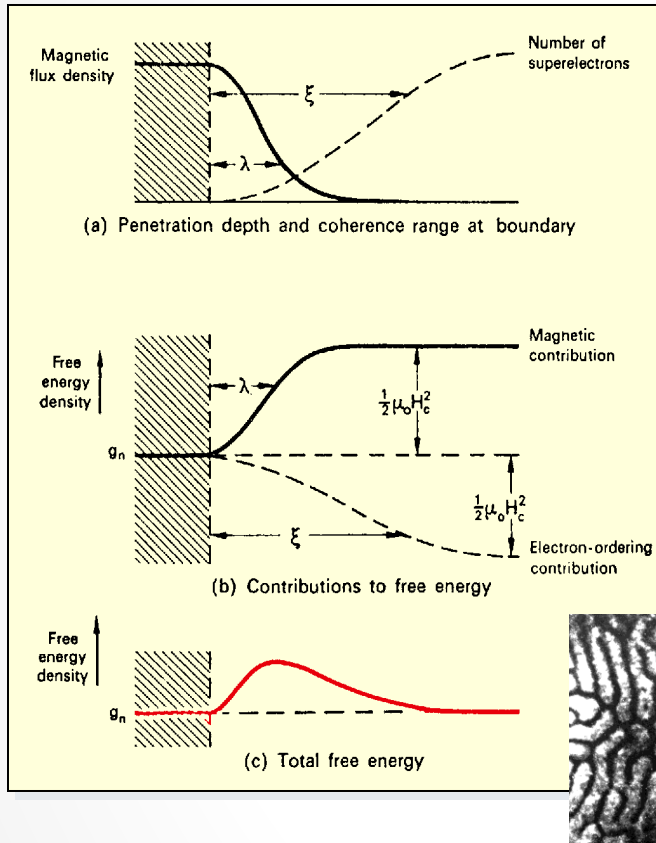 Magnetic
flux density
Number of
superelectrons
ξ
λ
(a) Penetration depth and coherence range at boundary
Magnetic
contribution
Free
energy
density
λ
½μ₀H꜀²
gₙ
½μ₀H꜀²
ξ
Electron-ordering
contribution
(b) Contributions to free energy
Free
energy
density
gₙ
(c) Total free energy